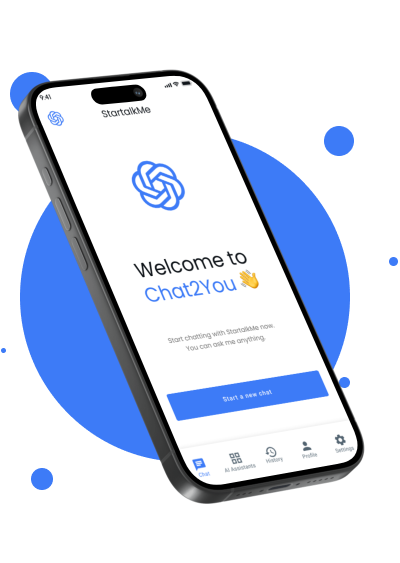 9:41
StartalkMe
Welcome to
Chat2You 👋
Start chatting with StartalkMe now.
You can ask me anything.
Start a new chat
Chat
AI Assistants
History
Profile
Settings